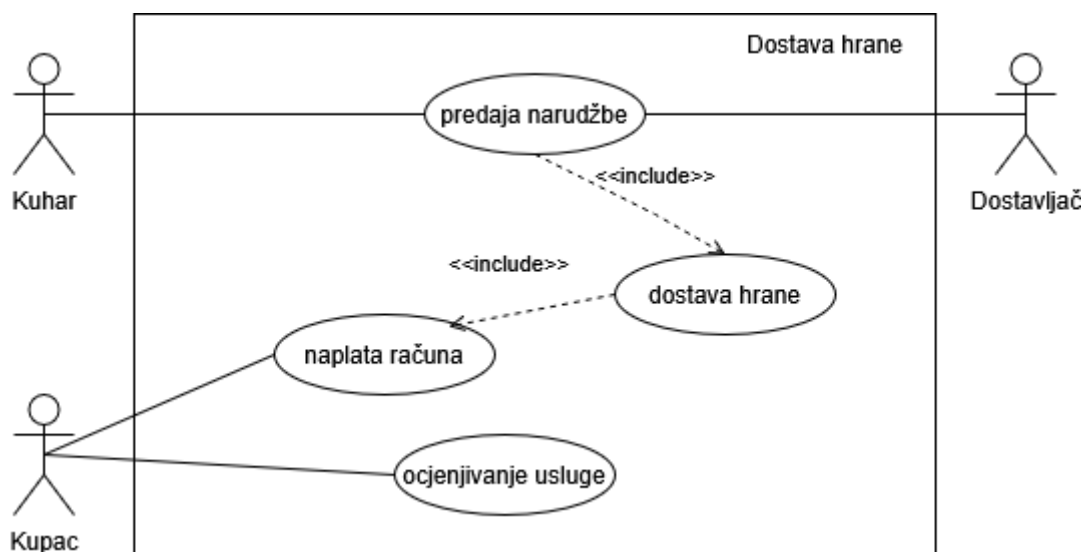 Dostava hrane
predaja narudžbe
Kuhar
<<include>>
Dostavljač
<<include>>
dostava hrane
naplata računa
ocjenjivanje usluge
Kupac